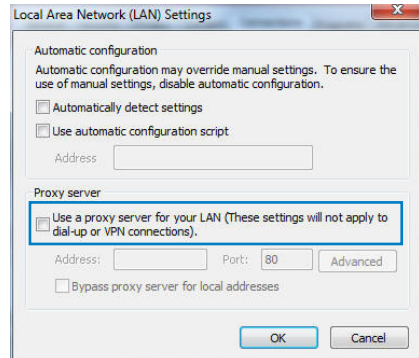 Local Area Network (LAN) Settings
Automatic configuration
Automatic configuration may override manual settings. To ensure the
use of manual settings, disable automatic configuration.
Automatically detect settings
Use automatic configuration script
Address
Proxy server
Use a proxy server for your LAN (These settings will not apply to
dial-up or VPN connections).
Address: Port: 80 Advanced
Bypass proxy server for local addresses
OK Cancel